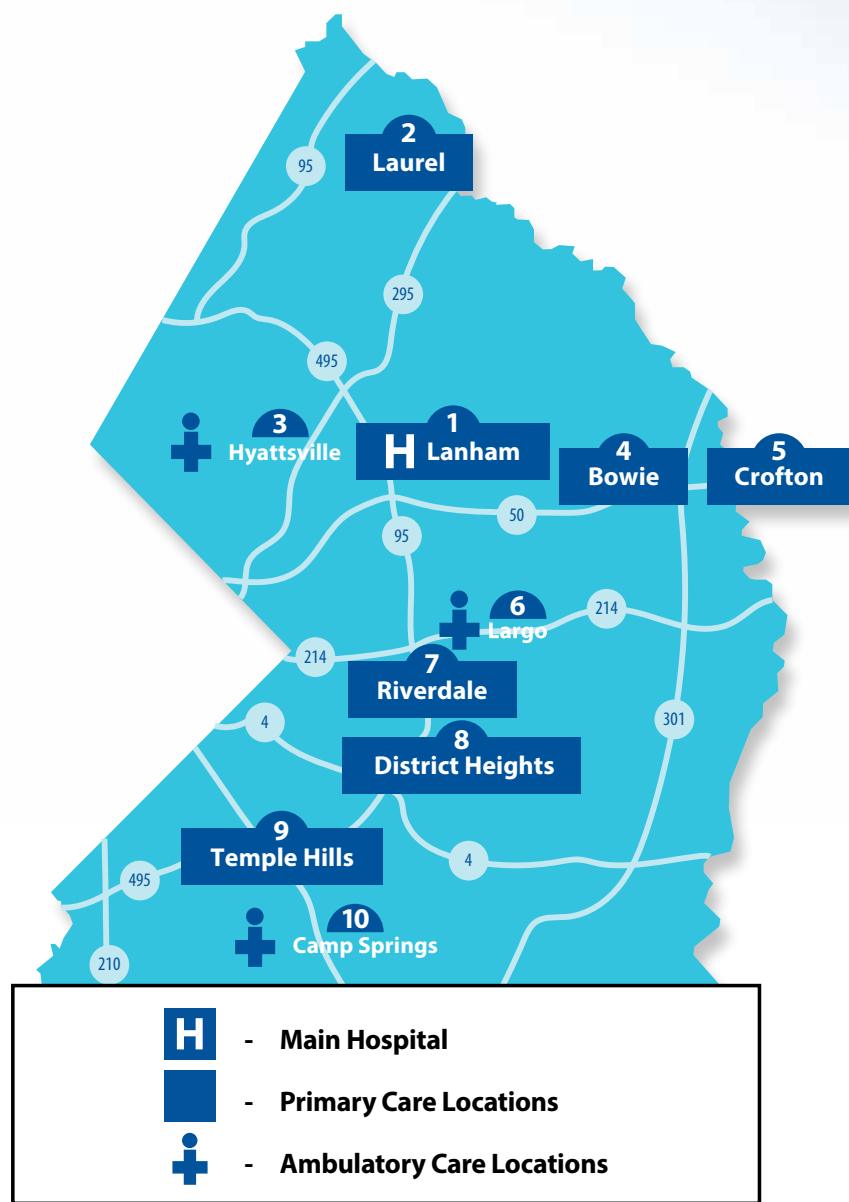 2
Laurel
95
295
495
3
Hyattsville
1
H Lanham
4
Bowie
5
Crofton
50
95
6
Largo
214
214
7
Riverdale
4
301
8
District Heights
9
Temple Hills
4
495
10
Camp Springs
210
H - Main Hospital
- Primary Care Locations
- Ambulatory Care Locations